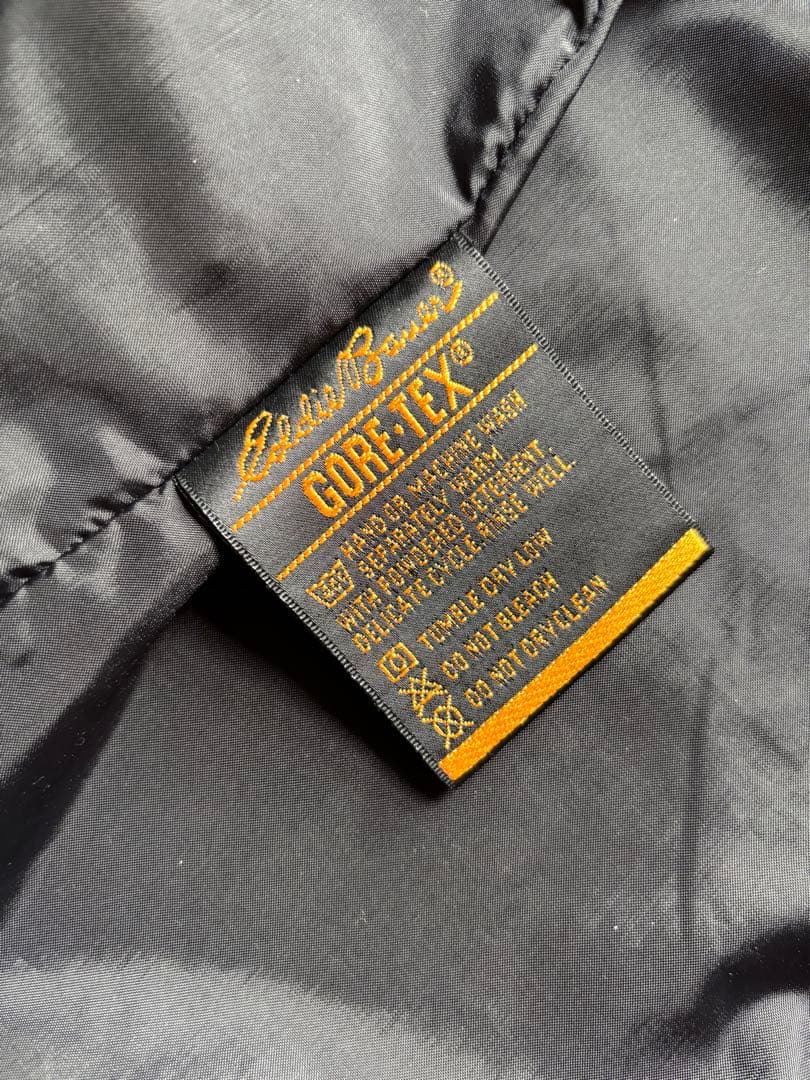 Eddie Bauer®
GORE-TEX®
HAND OR MACHINE WASH
SEPARATELY WARM
WITH POWDERED DETERGENT.
DELICATE CYCLE RINSE WELL.
TUMBLE DRY LOW
DO NOT BLEACH
DO NOT DRYCLEAN